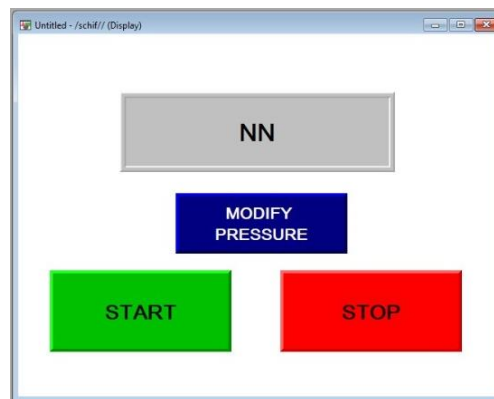 Untitled - /schif// (Display)
NN
MODIFY
PRESSURE
START
STOP